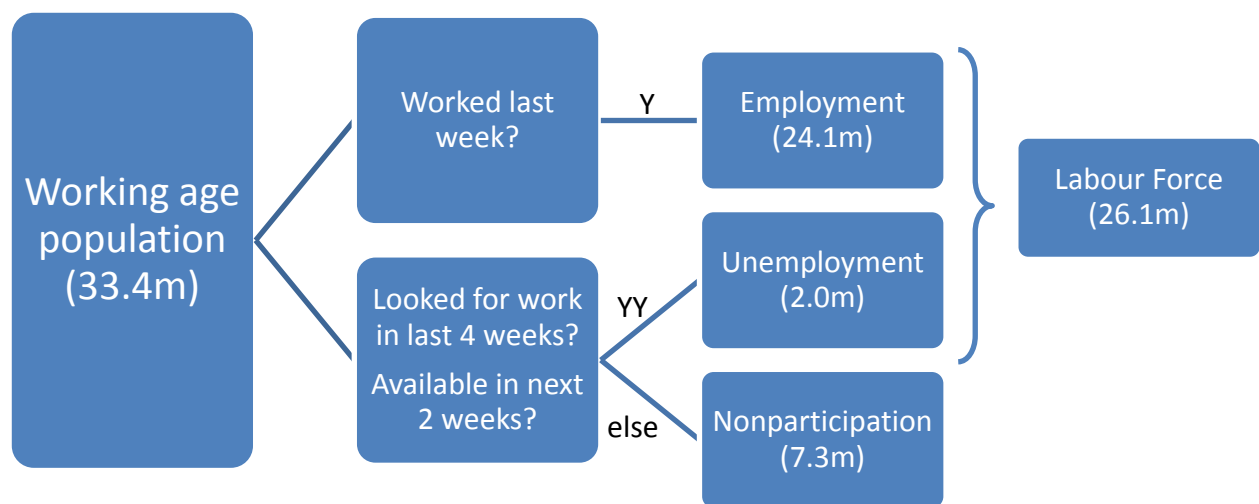 Working age
population
(33.4m)
Worked last
week?
Y
Employment
(24.1m)
Looked for work
in last 4 weeks?
Available in next
2 weeks?
YY
Unemployment
(2.0m)
else
Nonparticipation
(7.3m)
Labour Force
(26.1m)